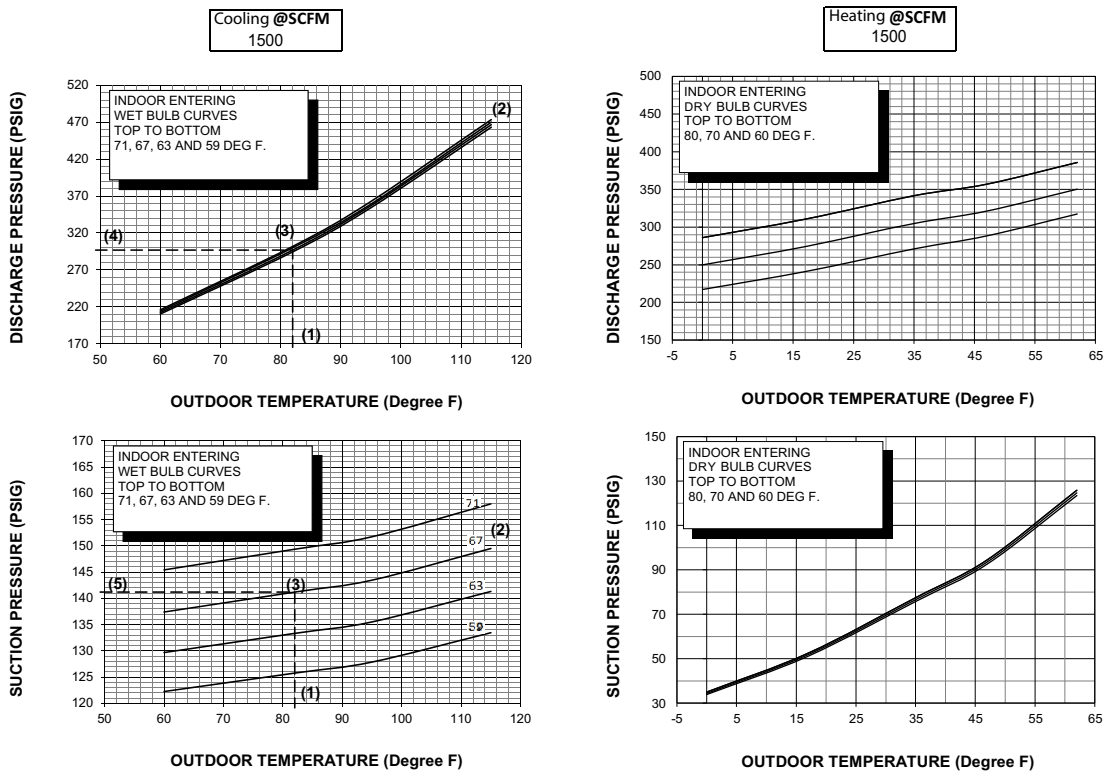 Cooling @SCFM
1500
Heating @SCFM
1500
DISCHARGE PRESSURE (PSIG)
520
470
420
370
320
270
220
170
INDOOR ENTERING
WET BULB CURVES
TOP TO BOTTOM
71, 67, 63 AND 59 DEG F.
(2)
(3)
(4)
(1)
50 60 70 80 90 100 110 120
OUTDOOR TEMPERATURE (Degree F)
DISCHARGE PRESSURE (PSIG)
500
450
400
350
300
250
200
150
INDOOR ENTERING
DRY BULB CURVES
TOP TO BOTTOM
80, 70 AND 60 DEG F.
-5 5 15 25 35 45 55 65
OUTDOOR TEMPERATURE (Degree F)
SUCTION PRESSURE (PSIG)
170
165
160
155
150
145
140
135
130
125
120
INDOOR ENTERING
WET BULB CURVES
TOP TO BOTTOM
71, 67, 63 AND 59 DEG F.
71
(2)
67
(5)
(3)
63
59
(1)
50 60 70 80 90 100 110 120
OUTDOOR TEMPERATURE (Degree F)
SUCTION PRESSURE (PSIG)
150
130
110
90
70
50
30
INDOOR ENTERING
DRY BULB CURVES
TOP TO BOTTOM
80, 70 AND 60 DEG F.
-5 5 15 25 35 45 55 65
OUTDOOR TEMPERATURE (Degree F)